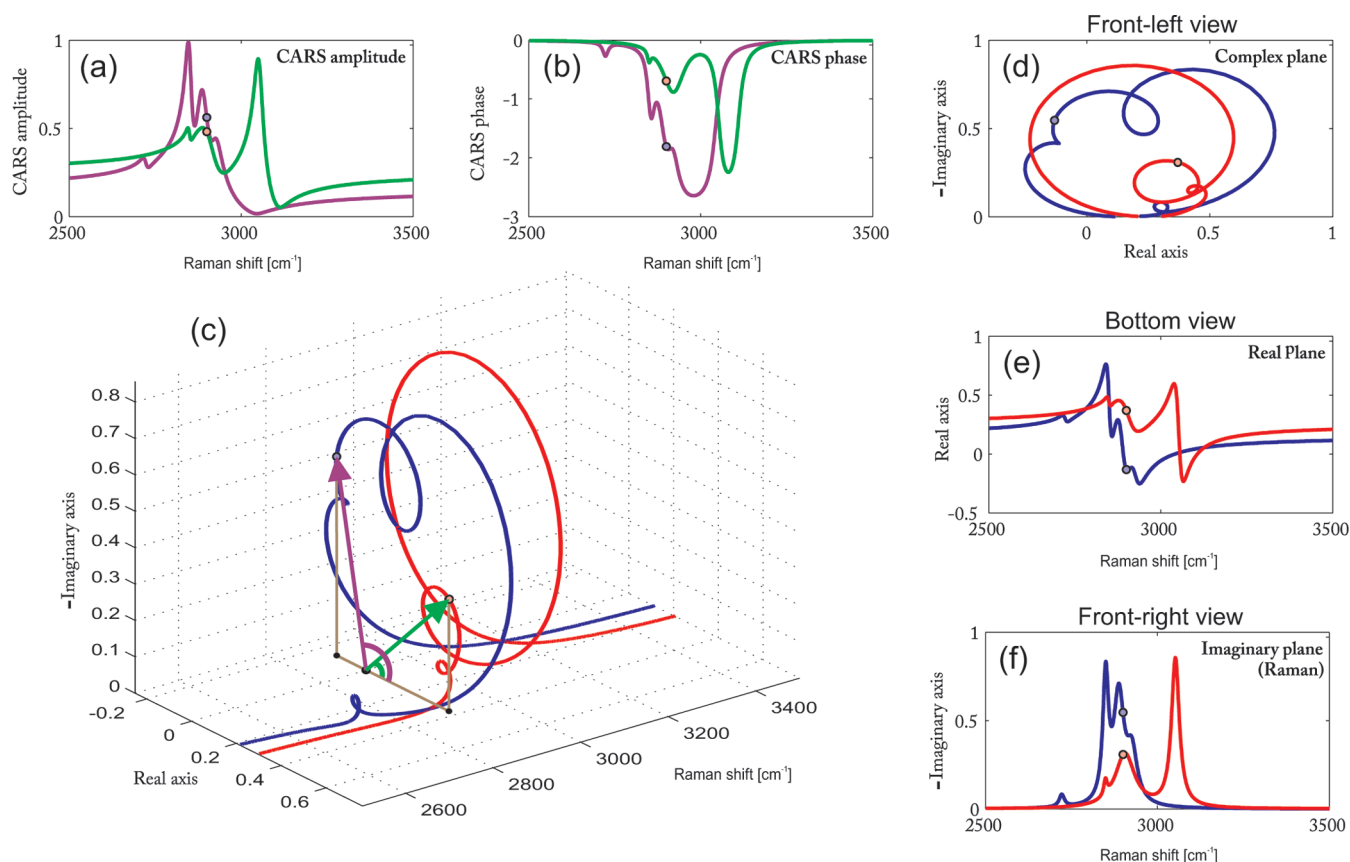 (a)
CARS amplitude
CARS amplitude
1
0.5
0
2500
3000
3500
Raman shift [cm-1]
(b)
CARS phase
CARS phase
0
−1
−2
−3
2500
3000
3500
Raman shift [cm-1]
Front-left view
(d)
Complex plane
-Imaginary axis
1
0.5
0
0
0.5
1
Real axis
(c)
-Imaginary axis
0.8
0.7
0.6
0.5
0.4
0.3
0.2
0.1
0
-0.2
0
0.2
0.4
0.6
Real axis
2600
2800
3000
3200
3400
Raman shift [cm-1]
Bottom view
(e)
Real Plane
Real axis
1
0.5
0
-0.5
2500
3000
3500
Raman shift [cm-1]
Front-right view
(f)
Imaginary plane
(Raman)
-Imaginary axis
1
0.5
0
2500
3000
3500
Raman shift [cm-1]